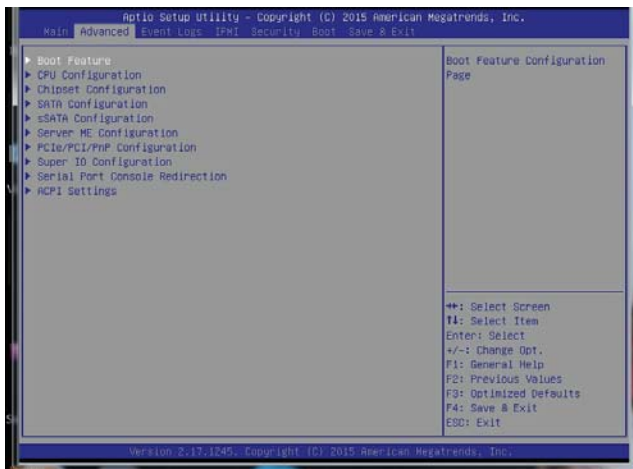 Aptio Setup Utility - Copyright (C) 2015 American Megatrends, Inc.
Main Advanced Event Logs IPMI Security Boot Save & Exit
▶ Boot Feature
▶ CPU Configuration
▶ Chipset Configuration
▶ SATA Configuration
▶ sSATA Configuration
▶ Server ME Configuration
▶ PCIe/PCI/PnP Configuration
▶ Super IO Configuration
▶ Serial Port Console Redirection
▶ ACPI Settings
Boot Feature Configuration
Page
→←: Select Screen
↑↓: Select Item
Enter: Select
+/-: Change Opt.
F1: General Help
F2: Previous Values
F3: Optimized Defaults
F4: Save & Exit
ESC: Exit
Version 2.17.1245. Copyright (C) 2015 American Megatrends, Inc.